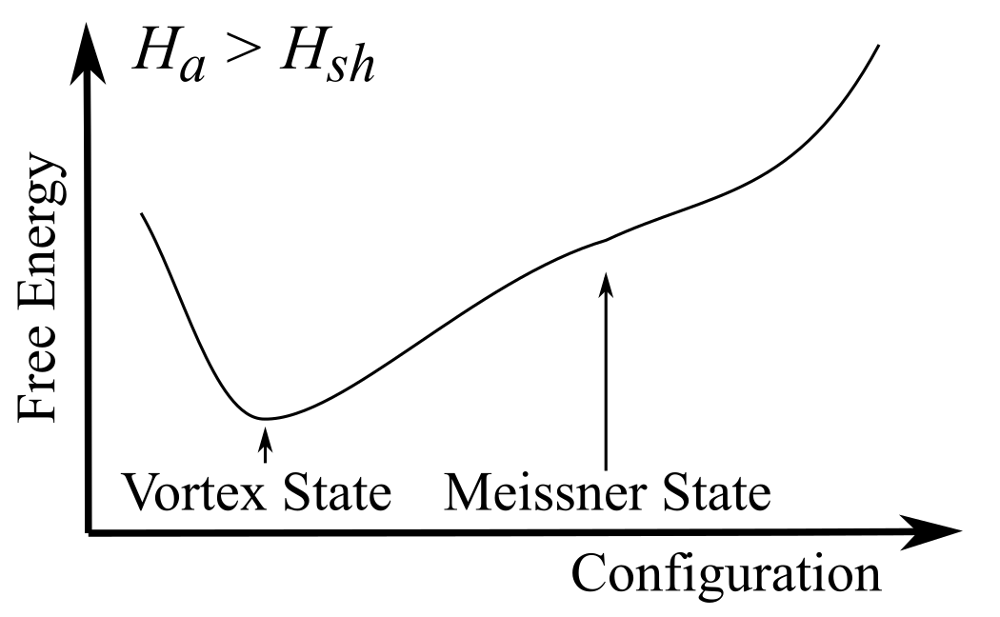 Hₐ > Hₛₕ
Free Energy
Vortex State
Meissner State
Configuration